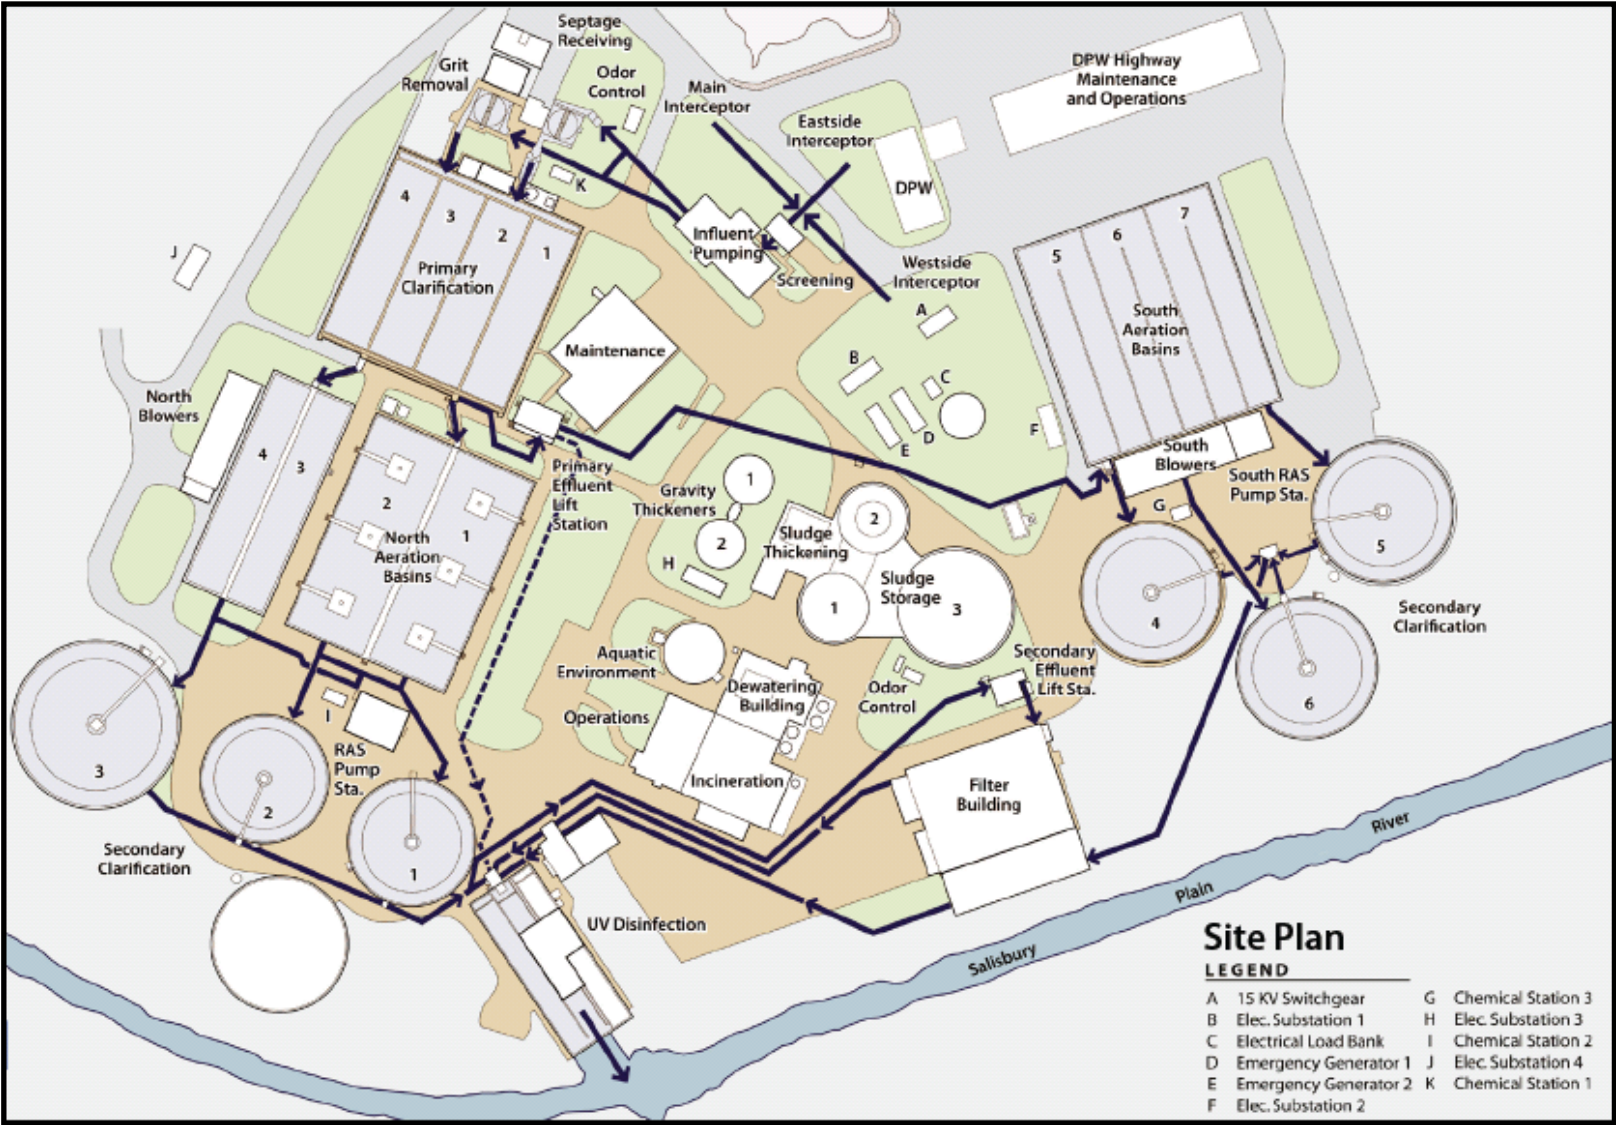 Septage
Receiving
Grit
Removal
Odor
Control
Main
Interceptor
Eastside
Interceptor
DPW Highway
Maintenance
and Operations
DPW
K
4
3
2
1
Primary
Clarification
J
Influent
Pumping
Screening
Westside
Interceptor
A
B
C
D
E
F
5
6
7
South
Aeration
Basins
Maintenance
North
Blowers
4
3
2
1
North
Aeration
Basins
Primary
Effluent
Lift
Station
Gravity
Thickeners
1
2
H
Sludge
Thickening
2
Sludge
Storage
1
3
South
Blowers
South RAS
Pump Sta.
G
4
5
6
Secondary
Clarification
Aquatic
Environment
Operations
Dewatering
Building
Incineration
Odor
Control
Secondary
Effluent
Lift Sta.
Filter
Building
I
RAS
Pump
Sta.
3
2
1
Secondary
Clarification
UV Disinfection
Salisbury
Plain
River
Site Plan
LEGEND
A 15 KV Switchgear
B Elec. Substation 1
C Electrical Load Bank
D Emergency Generator 1
E Emergency Generator 2
F Elec. Substation 2
G Chemical Station 3
H Elec. Substation 3
I Chemical Station 2
J Elec. Substation 4
K Chemical Station 1